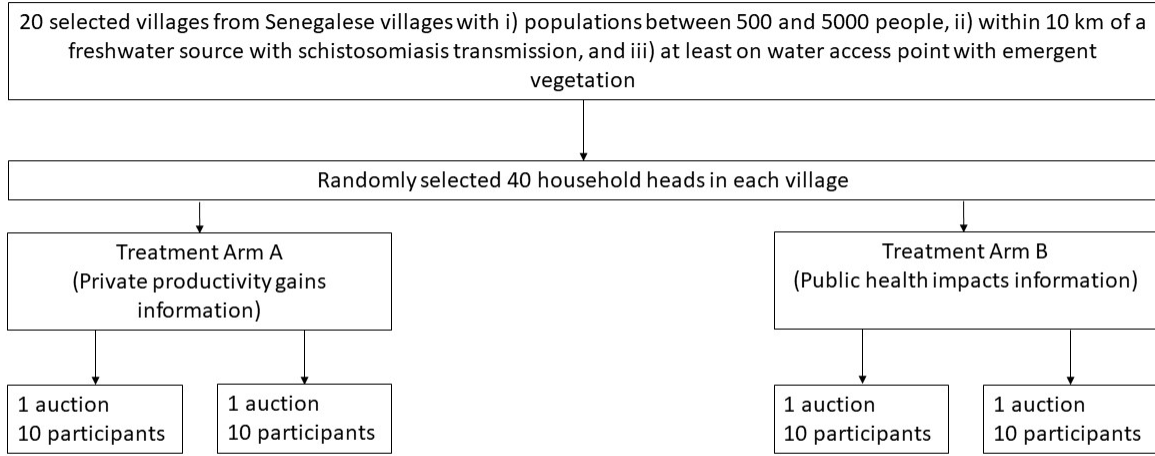 20 selected villages from Senegalese villages with i) populations between 500 and 5000 people, ii) within 10 km of a
freshwater source with schistosomiasis transmission, and iii) at least on water access point with emergent
vegetation
Randomly selected 40 household heads in each village
Treatment Arm A
(Private productivity gains
information)
Treatment Arm B
(Public health impacts information)
1 auction
10 participants
1 auction
10 participants
1 auction
10 participants
1 auction
10 participants